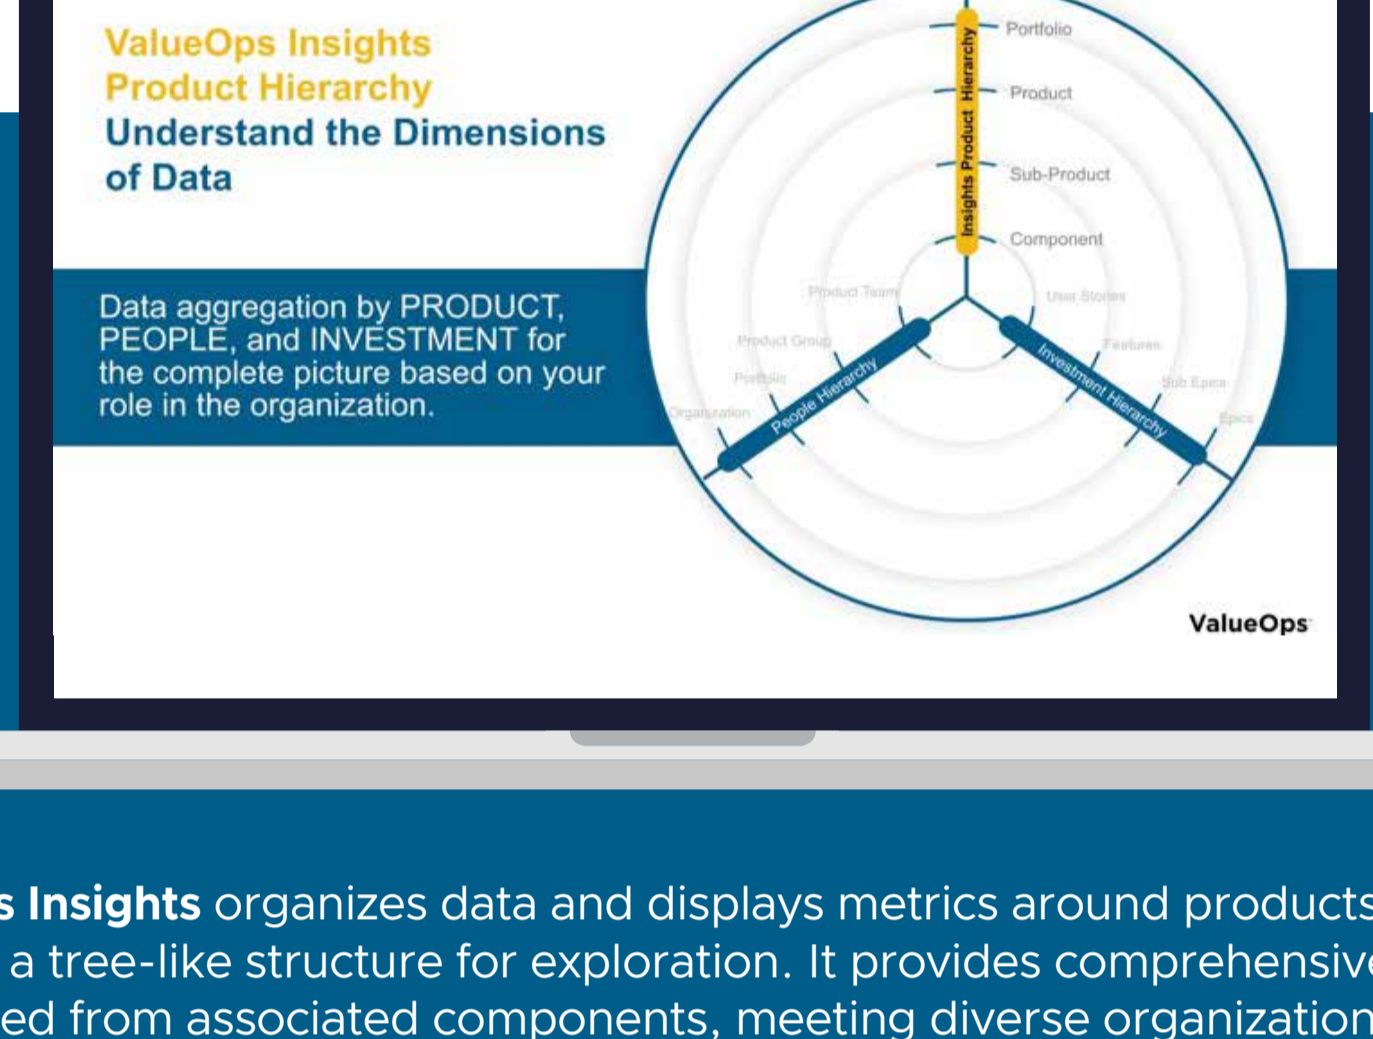 ValueOps Insights
Product Hierarchy
Understand the Dimensions
of Data
Data aggregation by PRODUCT,
PEOPLE, and INVESTMENT for
the complete picture based on your
role in the organization.
Portfolio
Product
Sub-Product
Component
Insights Product Hierarchy
Product Team
Product Group
Portfolio
Organization
People Hierarchy
User Stories
Features
Sub Epics
Epics
Investment Hierarchy
ValueOps
s Insights organizes data and displays metrics around products
a tree-like structure for exploration. It provides comprehensive
ed from associated components, meeting diverse organization